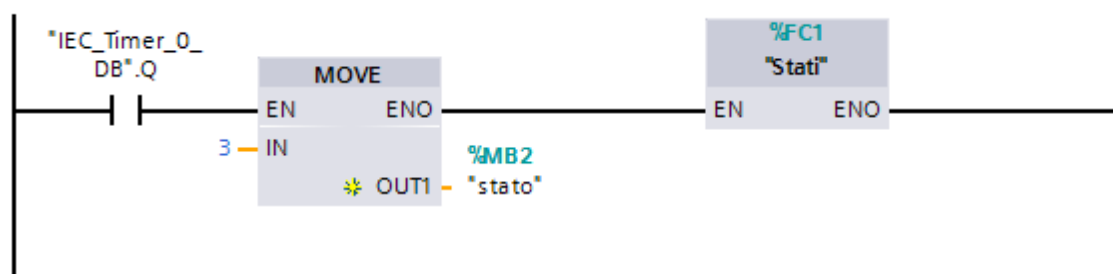 "IEC_Timer_0_
DB".Q
MOVE
EN ENO
3 IN
OUT1
%MB2
"stato"
%FC1
"Stati"
EN ENO